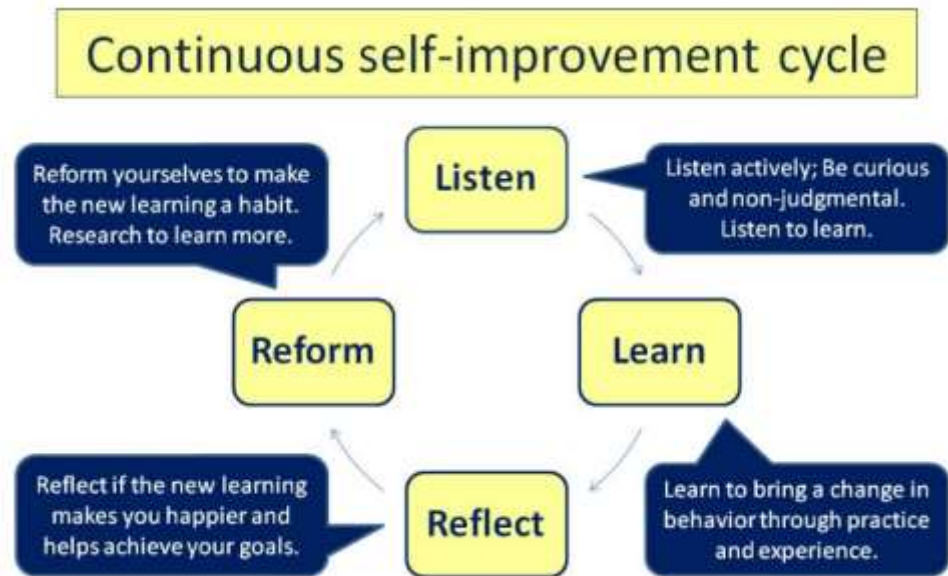 Continuous self-improvement cycle
Listen
Listen actively; Be curious
and non-judgmental.
Listen to learn.
Learn
Learn to bring a change in
behavior through practice
and experience.
Reflect
Reflect if the new learning
makes you happier and
helps achieve your goals.
Reform
Reform yourselves to make
the new learning a habit.
Research to learn more.